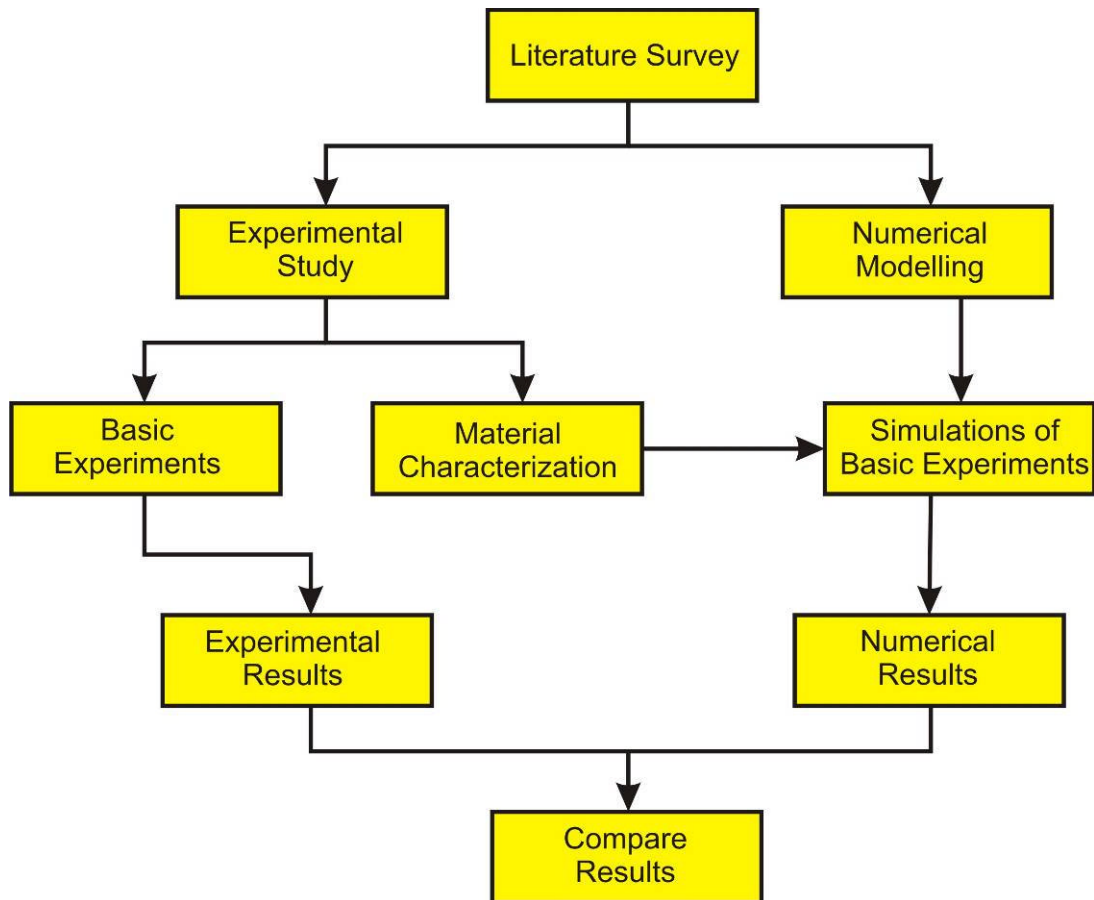 Literature Survey
Experimental
Study
Numerical
Modelling
Basic
Experiments
Material
Characterization
Simulations of
Basic Experiments
Experimental
Results
Numerical
Results
Compare
Results